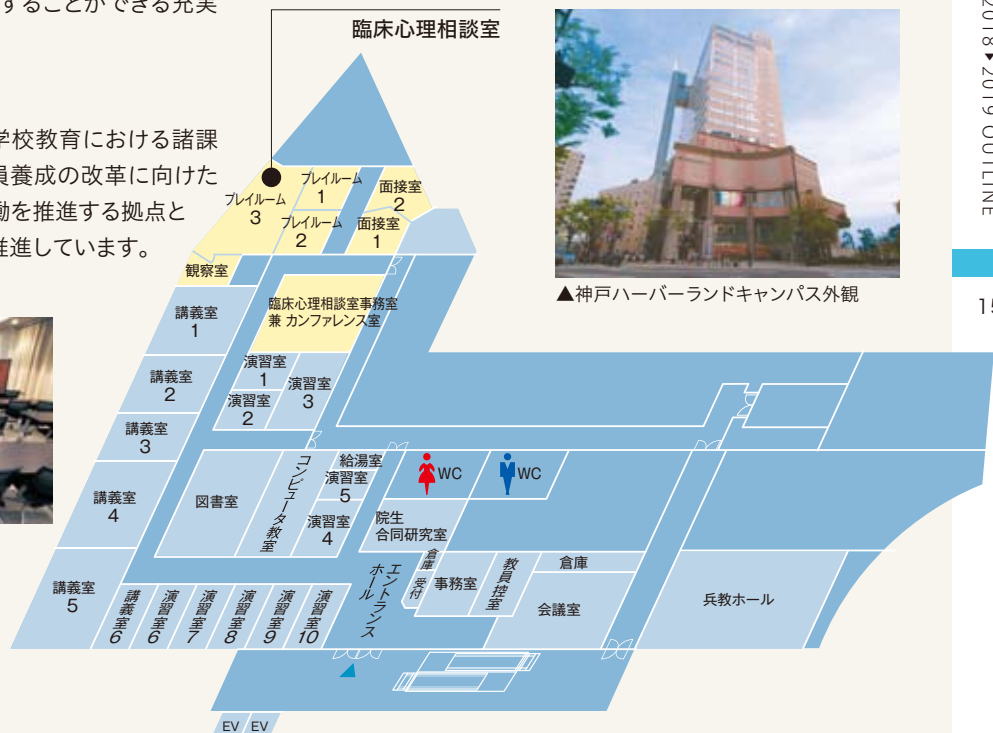 することができる充実
学校教育における諸課
員養成の改革に向けた
働を推進する拠点と
推進しています。
臨床心理相談室
プレイルーム
1
プレイルーム
2
プレイルーム
3
面接室
2
面接室
1
観察室
臨床心理相談室事務室
兼 カンファレンス室
講義室
1
講義室
2
講義室
3
講義室
4
講義室
5
講義室6
演習室
1
演習室
2
演習室
3
図書室
コンピュータ教室
給湯室
演習室
5
演習室
4
WC
WC
院生
合同研究室
倉庫
受付
事務室
教員控室
倉庫
会議室
兵教ホール
エントランス
ホール
演習室6
演習室7
演習室8
演習室9
演習室10
EV
EV
▲神戸ハーバーランドキャンパス外観
2018▼2019 OUTLINE
15